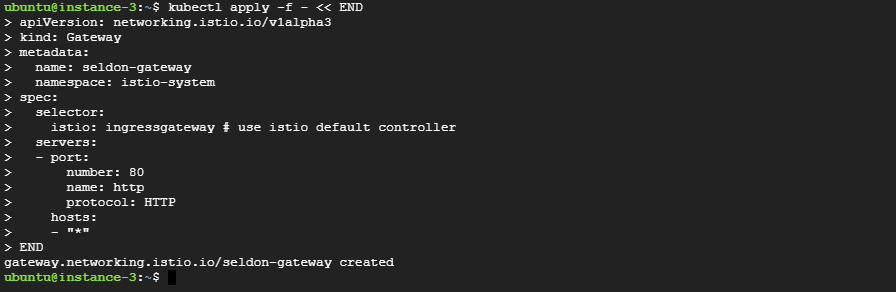 ubuntu@instance-3:~$ kubectl apply -f - << END
> apiVersion: networking.istio.io/v1alpha3
> kind: Gateway
> metadata:
>   name: seldon-gateway
>   namespace: istio-system
> spec:
>   selector:
>     istio: ingressgateway # use istio default controller
>   servers:
>   - port:
>       number: 80
>       name: http
>       protocol: HTTP
>     hosts:
>     - "*"
> END
gateway.networking.istio.io/seldon-gateway created
ubuntu@instance-3:~$